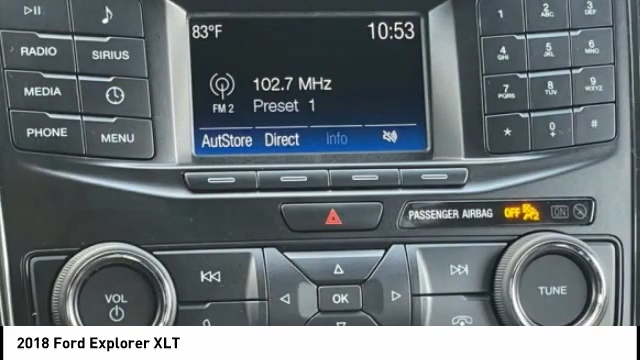 83°F 10:53
102.7 MHz
FM 2 Preset 1
AutoStore Direct Info
RADIO SIRIUS
MEDIA
PHONE MENU
1 2 ABC 3 DEF
4 GHI 5 JKL 6 MNO
7 PQRS 8 TUV 9 WXYZ
* 0 + #
PASSENGER AIRBAG OFF ON
VOL
OK
TUNE
2018 Ford Explorer XLT